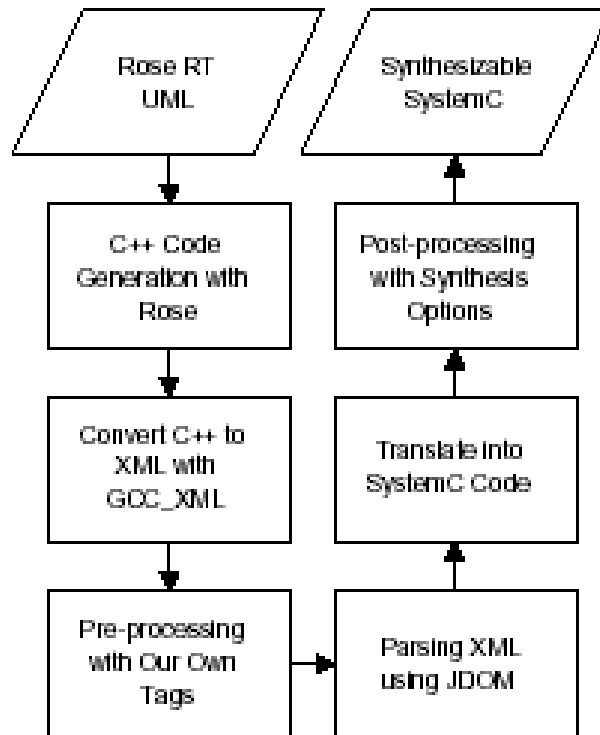 Rose RT
UML
C++ Code
Generation with
Rose
Convert C++ to
XML with
GCC_XML
Pre-processing
with Our Own
Tags
Parsing XML
using JDOM
Translate into
SystemC Code
Post-processing
with Synthesis
Options
Synthesizable
SystemC